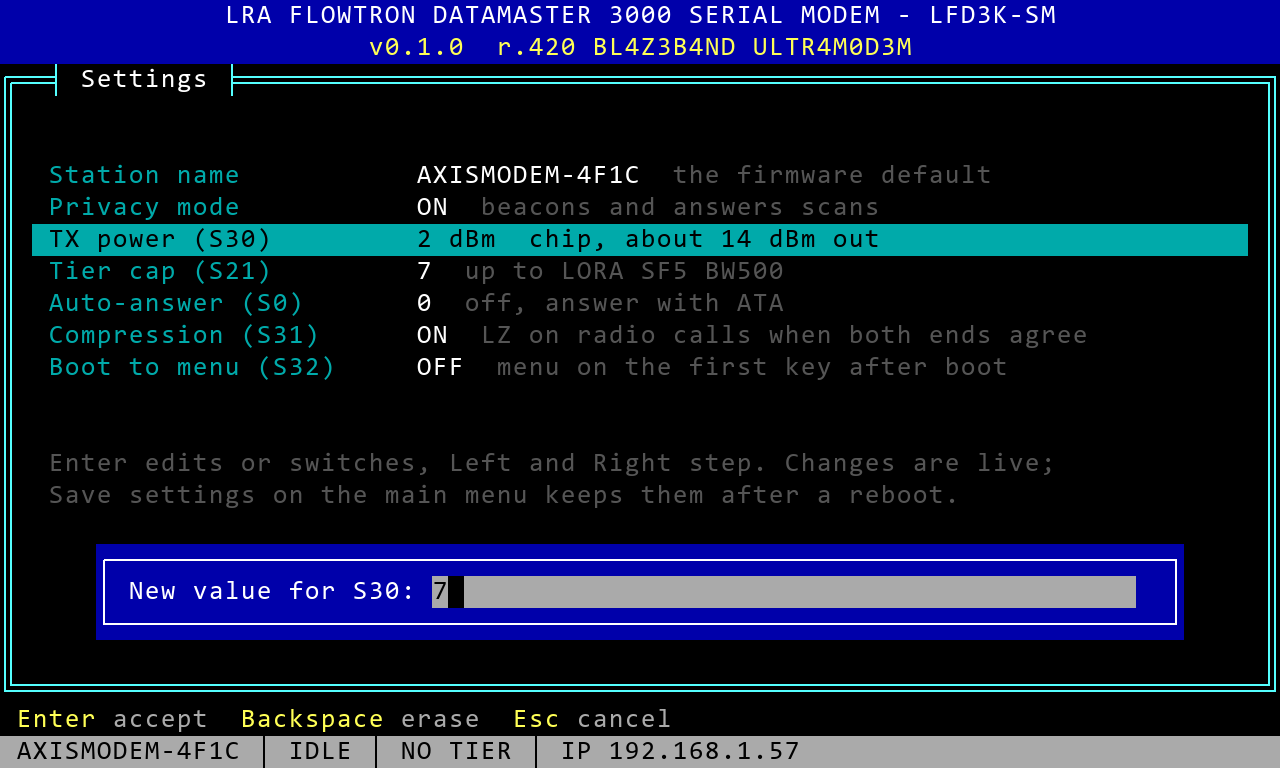 LRA FLOWTRON DATAMASTER 3000 SERIAL MODEM - LFD3K-SM
v0.1.0 r.420 BL4Z3B4ND ULTR4M0D3M
Settings
Station name AXISMODEM-4F1C the firmware default
Privacy mode ON beacons and answers scans
TX power (S30) 2 dBm chip, about 14 dBm out
Tier cap (S21) 7 up to LORA SF5 BW500
Auto-answer (S0) 0 off, answer with ATA
Compression (S31) ON LZ on radio calls when both ends agree
Boot to menu (S32) OFF menu on the first key after boot
Enter edits or switches, Left and Right step. Changes are live;
Save settings on the main menu keeps them after a reboot.
New value for S30: 7
Enter accept Backspace erase Esc cancel
AXISMODEM-4F1C IDLE NO TIER IP 192.168.1.57